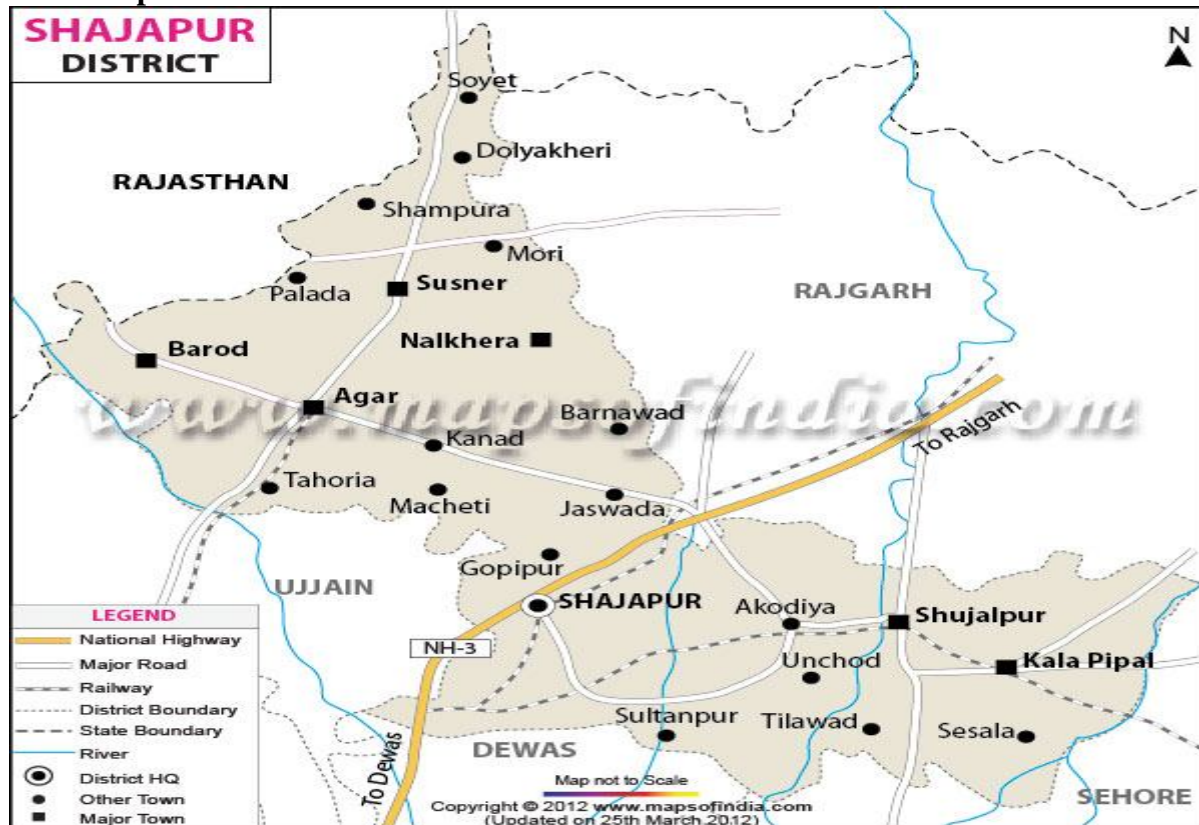 SHAJAPUR
DISTRICT
N
Soyet
Dolyakheri
RAJASTHAN
Shampura
Mori
Palada
Susner
RAJGARH
Nalkhera
Barod
Agar
www.mapsofindia.com
Barnawad
To Rajgarh
Kanad
Tahoria
Macheti
Jaswada
Gopipur
UJJAIN
SHAJAPUR
Akodiya
Shujalpur
NH-3
Unchod
Kala Pipal
Sultanpur
Tilawad
Sesala
DEWAS
To Dewas
SEHORE
LEGEND
National Highway
Major Road
Railway
District Boundary
State Boundary
River
District HQ
Other Town
Major Town
Map not to Scale
Copyright © 2012 www.mapsofindia.com
(Updated on 25th March 2012)